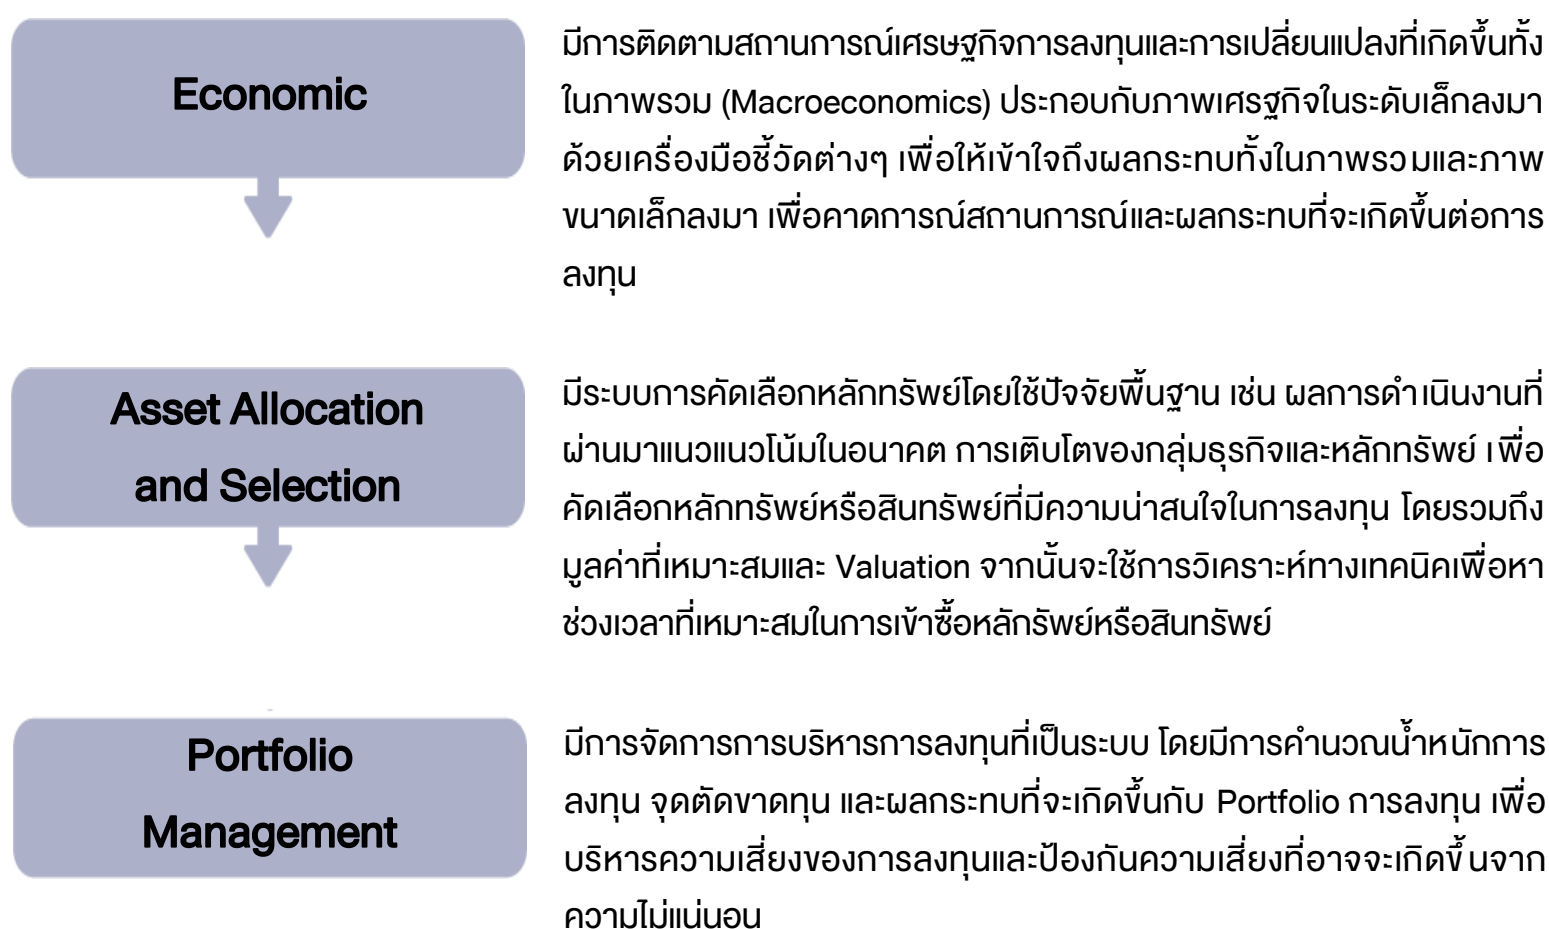 Economic
มีการติดตามสถานการณ์เศรษฐกิจการลงทุนและการเปลี่ยนแปลงที่เกิดขึ้นทั้ง
ในภาพรวม (Macroeconomics) ประกอบกับภาพเศรษฐกิจในระดับเล็กลงมา
ด้วยเครื่องมือชี้วัดต่างๆ เพื่อให้เข้าใจถึงผลกระทบทั้งในภาพรวมและภาพ
ขนาดเล็กลงมา เพื่อคาดการณ์สถานการณ์และผลกระทบที่จะเกิดขึ้นต่อการ
ลงทุน
Asset Allocation
and Selection
มีระบบการคัดเลือกหลักทรัพย์โดยใช้ปัจจัยพื้นฐาน เช่น ผลการดำเนินงานที่
ผ่านมาแนวแนวโน้มในอนาคต การเติบโตของกลุ่มธุรกิจและหลักทรัพย์ เพื่อ
คัดเลือกหลักทรัพย์หรือสินทรัพย์ที่มีความน่าสนใจในการลงทุน โดยรวมถึง
มูลค่าที่เหมาะสมและ Valuation จากนั้นจะใช้การวิเคราะห์ทางเทคนิคเพื่อหา
ช่วงเวลาที่เหมาะสมในการเข้าซื้อหลักรัพย์หรือสินทรัพย์
Portfolio
Management
มีการจัดการการบริหารการลงทุนที่เป็นระบบ โดยมีการคำนวณน้ำหนักการ
ลงทุน จุดตัดขาดทุน และผลกระทบที่จะเกิดขึ้นกับ Portfolio การลงทุน เพื่อ
บริหารความเสี่ยงของการลงทุนและป้องกันความเสี่ยงที่อาจจะเกิดขึ้นจาก
ความไม่แน่นอน